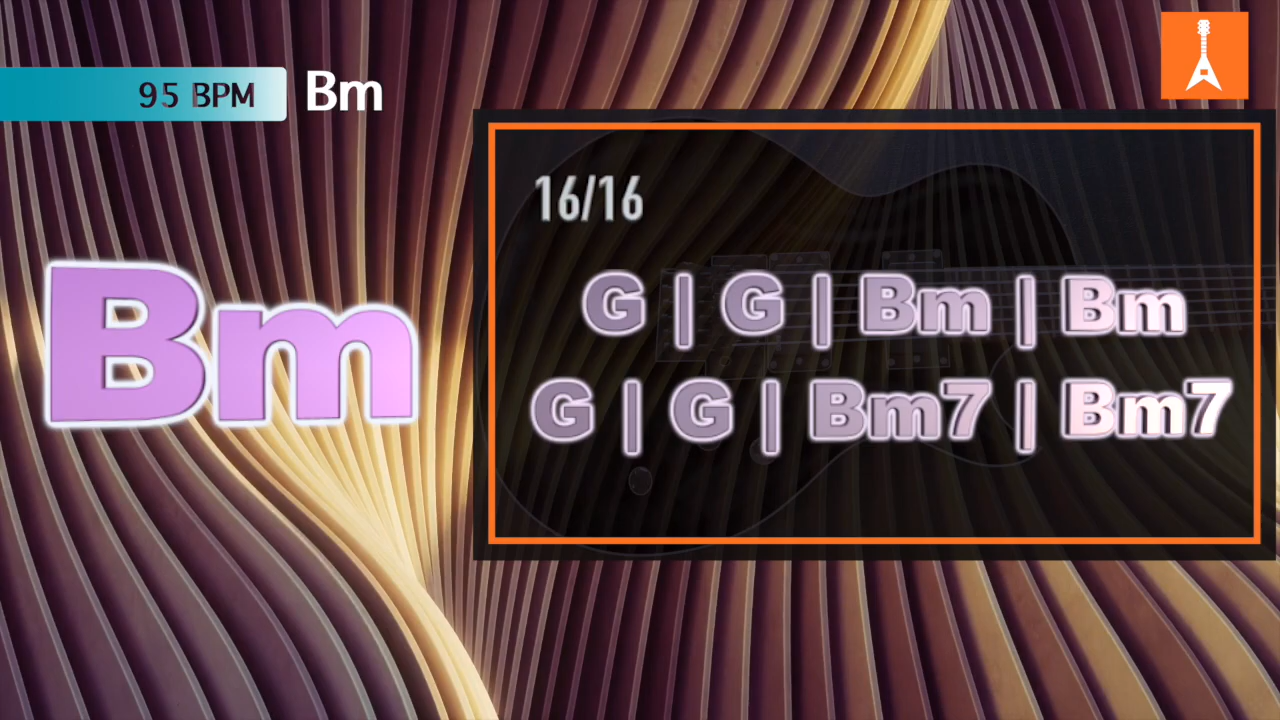 95 BPM Bm
16/16
Bm
G | G | Bm | Bm
G | G | Bm7 | Bm7